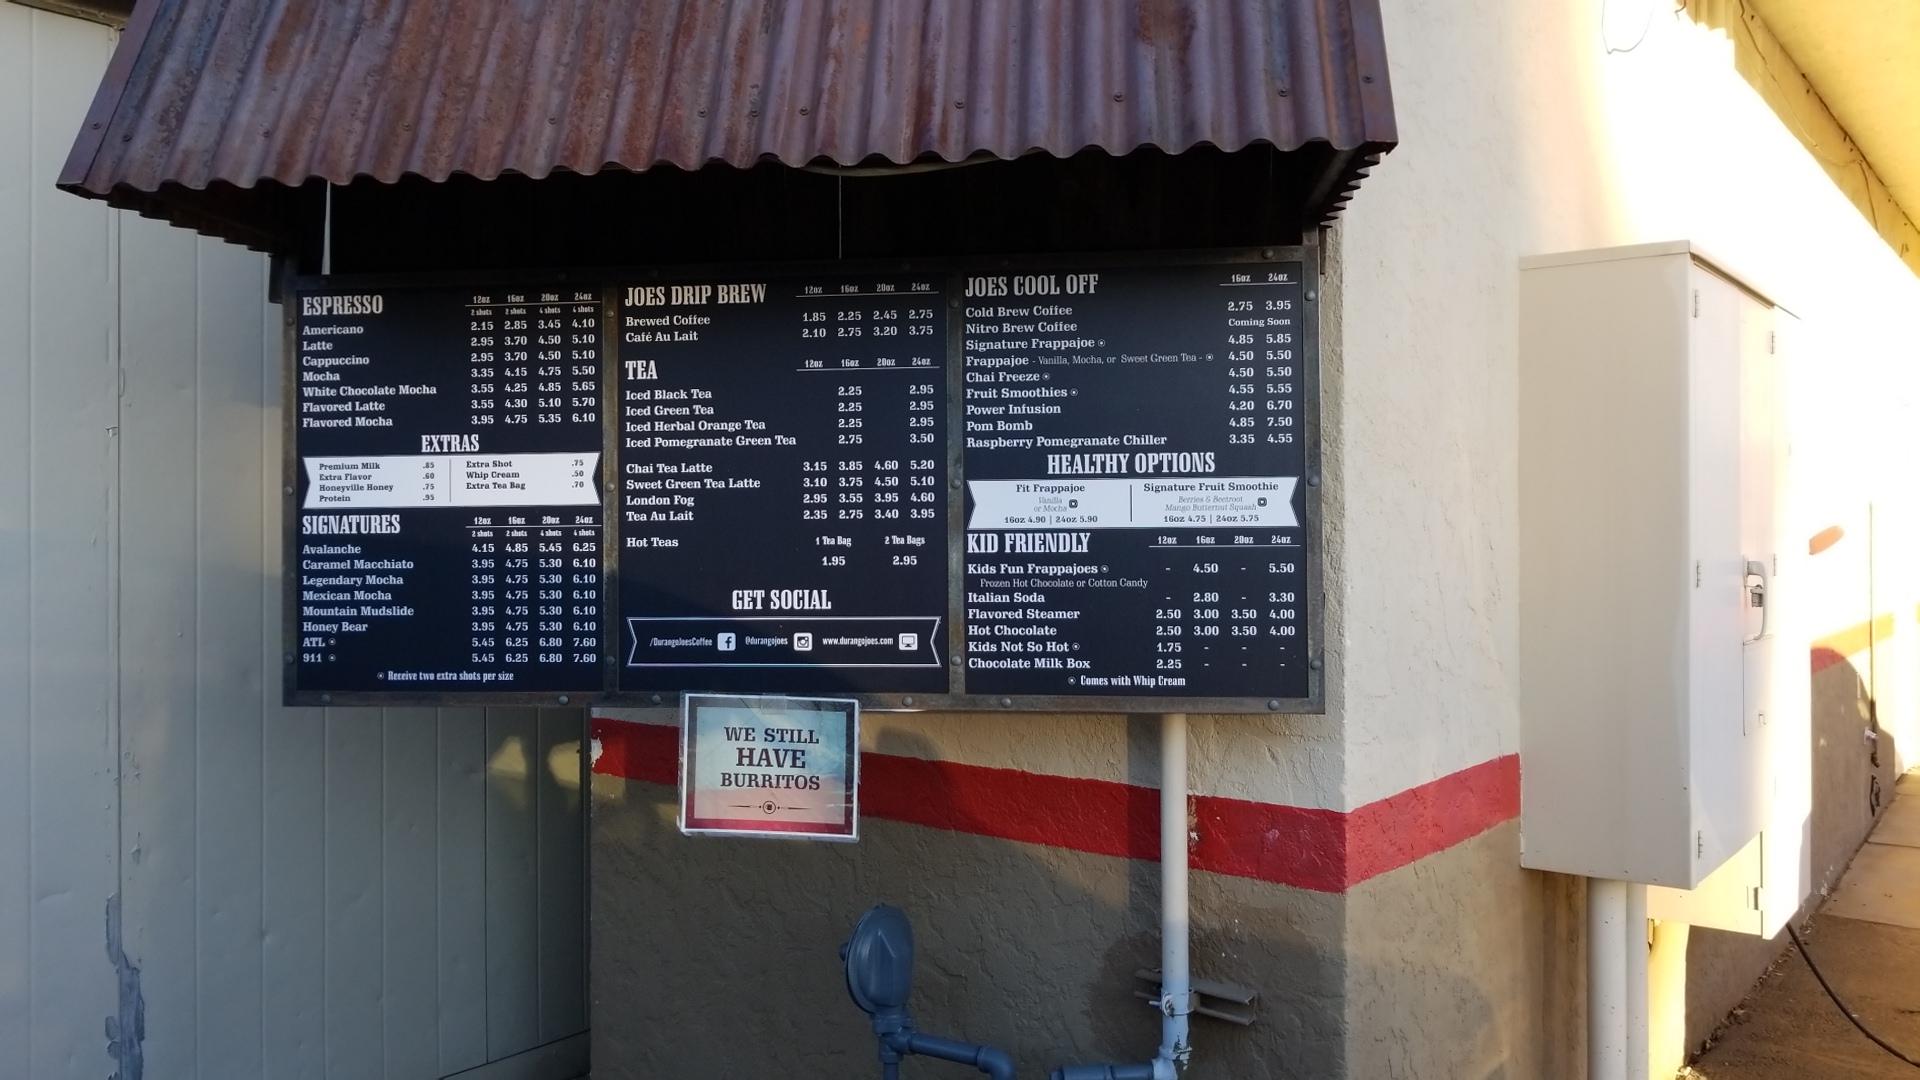 ESPRESSO 12oz 16oz 20oz 24oz
2 shots 2 shots 4 shots 4 shots
Americano 2.15 2.85 3.45 4.10
Latte 2.95 3.70 4.50 5.10
Cappuccino 2.95 3.70 4.50 5.10
Mocha 3.35 4.15 4.75 5.50
White Chocolate Mocha 3.55 4.25 4.85 5.65
Flavored Latte 3.55 4.30 5.10 5.70
Flavored Mocha 3.95 4.75 5.35 6.10
EXTRAS
Premium Milk .85
Extra Flavor .60
Honeyville Honey .75
Protein .95
Extra Shot .75
Whip Cream .50
Extra Tea Bag .70
SIGNATURES 12oz 16oz 20oz 24oz
2 shots 2 shots 4 shots 4 shots
Avalanche 4.15 4.85 5.45 6.25
Caramel Macchiato 3.95 4.75 5.30 6.10
Legendary Mocha 3.95 4.75 5.30 6.10
Mexican Mocha 3.95 4.75 5.30 6.10
Mountain Mudslide 3.95 4.75 5.30 6.10
Honey Bear 3.95 4.75 5.30 6.10
ATL 5.45 6.25 6.80 7.60
911 5.45 6.25 6.80 7.60
Receive two extra shots per size
JOES DRIP BREW 12oz 16oz 20oz 24oz
Brewed Coffee 1.85 2.25 2.45 2.75
Café Au Lait 2.10 2.75 3.20 3.75
TEA 12oz 16oz 20oz 24oz
Iced Black Tea 2.25 2.95
Iced Green Tea 2.25 2.95
Iced Herbal Orange Tea 2.25 2.95
Iced Pomegranate Green Tea 2.75 3.50
Chai Tea Latte 3.15 3.85 4.60 5.20
Sweet Green Tea Latte 3.10 3.75 4.50 5.10
London Fog 2.95 3.55 3.95 4.60
Tea Au Lait 2.35 2.75 3.40 3.95
Hot Teas 1 Tea Bag 2 Tea Bags
1.95 2.95
GET SOCIAL
/DurangoJoesCoffee @durangojoes www.durangojoes.com
JOES COOL OFF 16oz 24oz
Cold Brew Coffee 2.75 3.95
Nitro Brew Coffee Coming Soon
Signature Frappajoe 4.85 5.85
Frappajoe - Vanilla, Mocha, or Sweet Green Tea - 4.50 5.50
Chai Freeze 4.50 5.50
Fruit Smoothies 4.55 5.55
Power Infusion 4.20 6.70
Pom Bomb 4.85 7.50
Raspberry Pomegranate Chiller 3.35 4.55
HEALTHY OPTIONS
Fit Frappajoe
Vanilla
or Mocha
16oz 4.90 | 24oz 5.90
Signature Fruit Smoothie
Berries & Beetroot
Mango Butternut Squash
16oz 4.75 | 24oz 5.75
KID FRIENDLY 12oz 16oz 20oz 24oz
Kids Fun Frappajoes - 4.50 - 5.50
Frozen Hot Chocolate or Cotton Candy
Italian Soda - 2.80 - 3.30
Flavored Steamer 2.50 3.00 3.50 4.00
Hot Chocolate 2.50 3.00 3.50 4.00
Kids Not So Hot 1.75 - - -
Chocolate Milk Box 2.25 - - -
Comes with Whip Cream
WE STILL
HAVE
BURRITOS